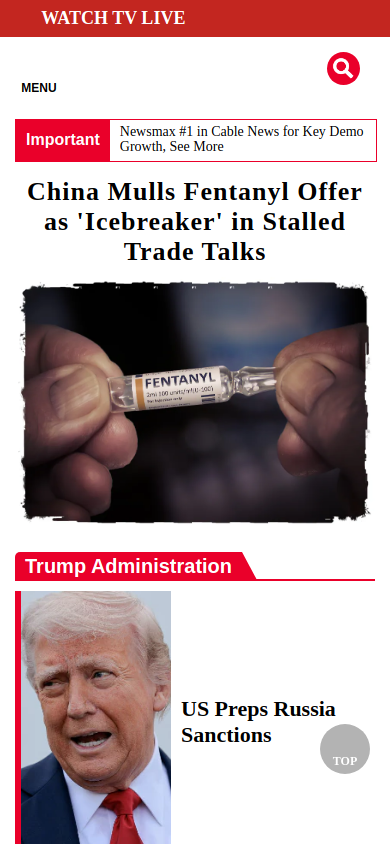 WATCH TV LIVE
MENU
Important
Newsmax #1 in Cable News for Key Demo
Growth, See More
China Mulls Fentanyl Offer
as 'Icebreaker' in Stalled
Trade Talks
FENTANYL
Trump Administration
US Preps Russia
Sanctions
TOP